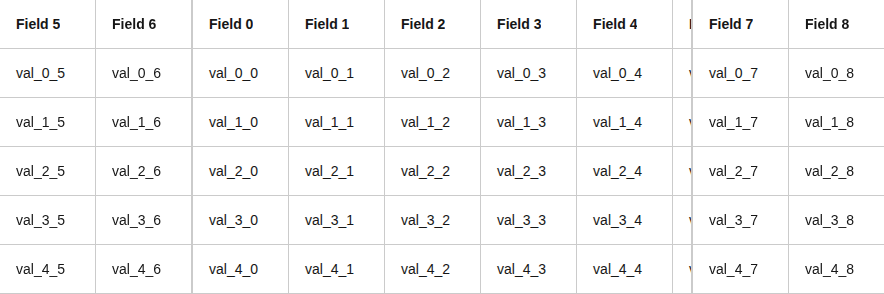 Field 5 Field 6 Field 0 Field 1 Field 2 Field 3 Field 4 Field 7 Field 8
val_0_5 val_0_6 val_0_0 val_0_1 val_0_2 val_0_3 val_0_4 val_0_7 val_0_8
val_1_5 val_1_6 val_1_0 val_1_1 val_1_2 val_1_3 val_1_4 val_1_7 val_1_8
val_2_5 val_2_6 val_2_0 val_2_1 val_2_2 val_2_3 val_2_4 val_2_7 val_2_8
val_3_5 val_3_6 val_3_0 val_3_1 val_3_2 val_3_3 val_3_4 val_3_7 val_3_8
val_4_5 val_4_6 val_4_0 val_4_1 val_4_2 val_4_3 val_4_4 val_4_7 val_4_8